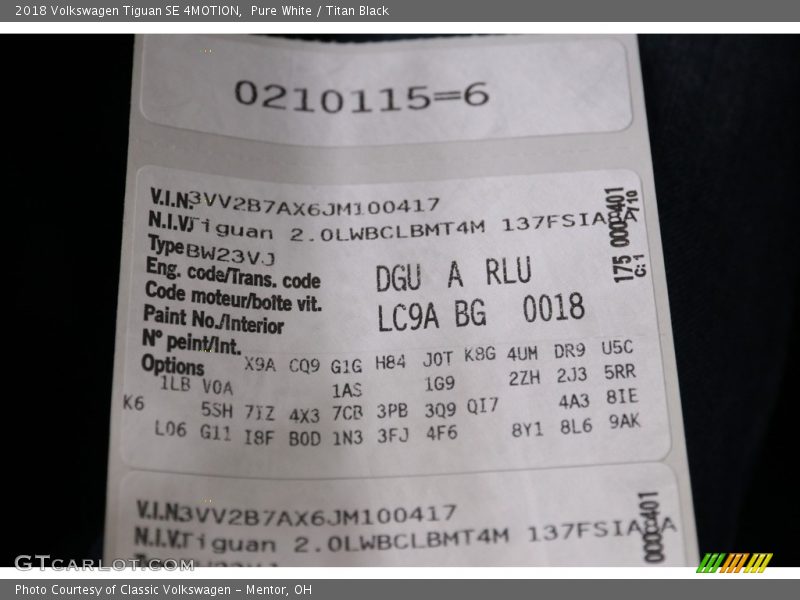 2018 Volkswagen Tiguan SE 4MOTION,  Pure White / Titan Black
0210115=6
V.I.N. 3VV2B7AX6JM100417
N.I.V. Tiguan 2.0LWBCLBMT4M 137FSIA
Type BW23VJ
Eng. code/Trans. code DGU A RLU
Code moteur/boîte vit.
Paint No./Interior LC9A BG 0018
N° peint/Int.
Options X9A CQ9 G1G H84 J0T K8G 4UM DR9 U5C
1LB V0A 1AS 1G9 2ZH 2J3 5RR
K6 5SH 4X3 7CB 3PB 3Q9 QI7 4A3 8IE
L06 G11 I8F B0D 1N3 3FJ 4F6 8Y1 8L6 9AK
C:1
V.I.N. 3VV2B7AX6JM100417
N.I.V. Tiguan 2.0LWBCLBMT4M 137FSIA
GTCARLOT.COM
Photo Courtesy of Classic Volkswagen - Mentor, OH